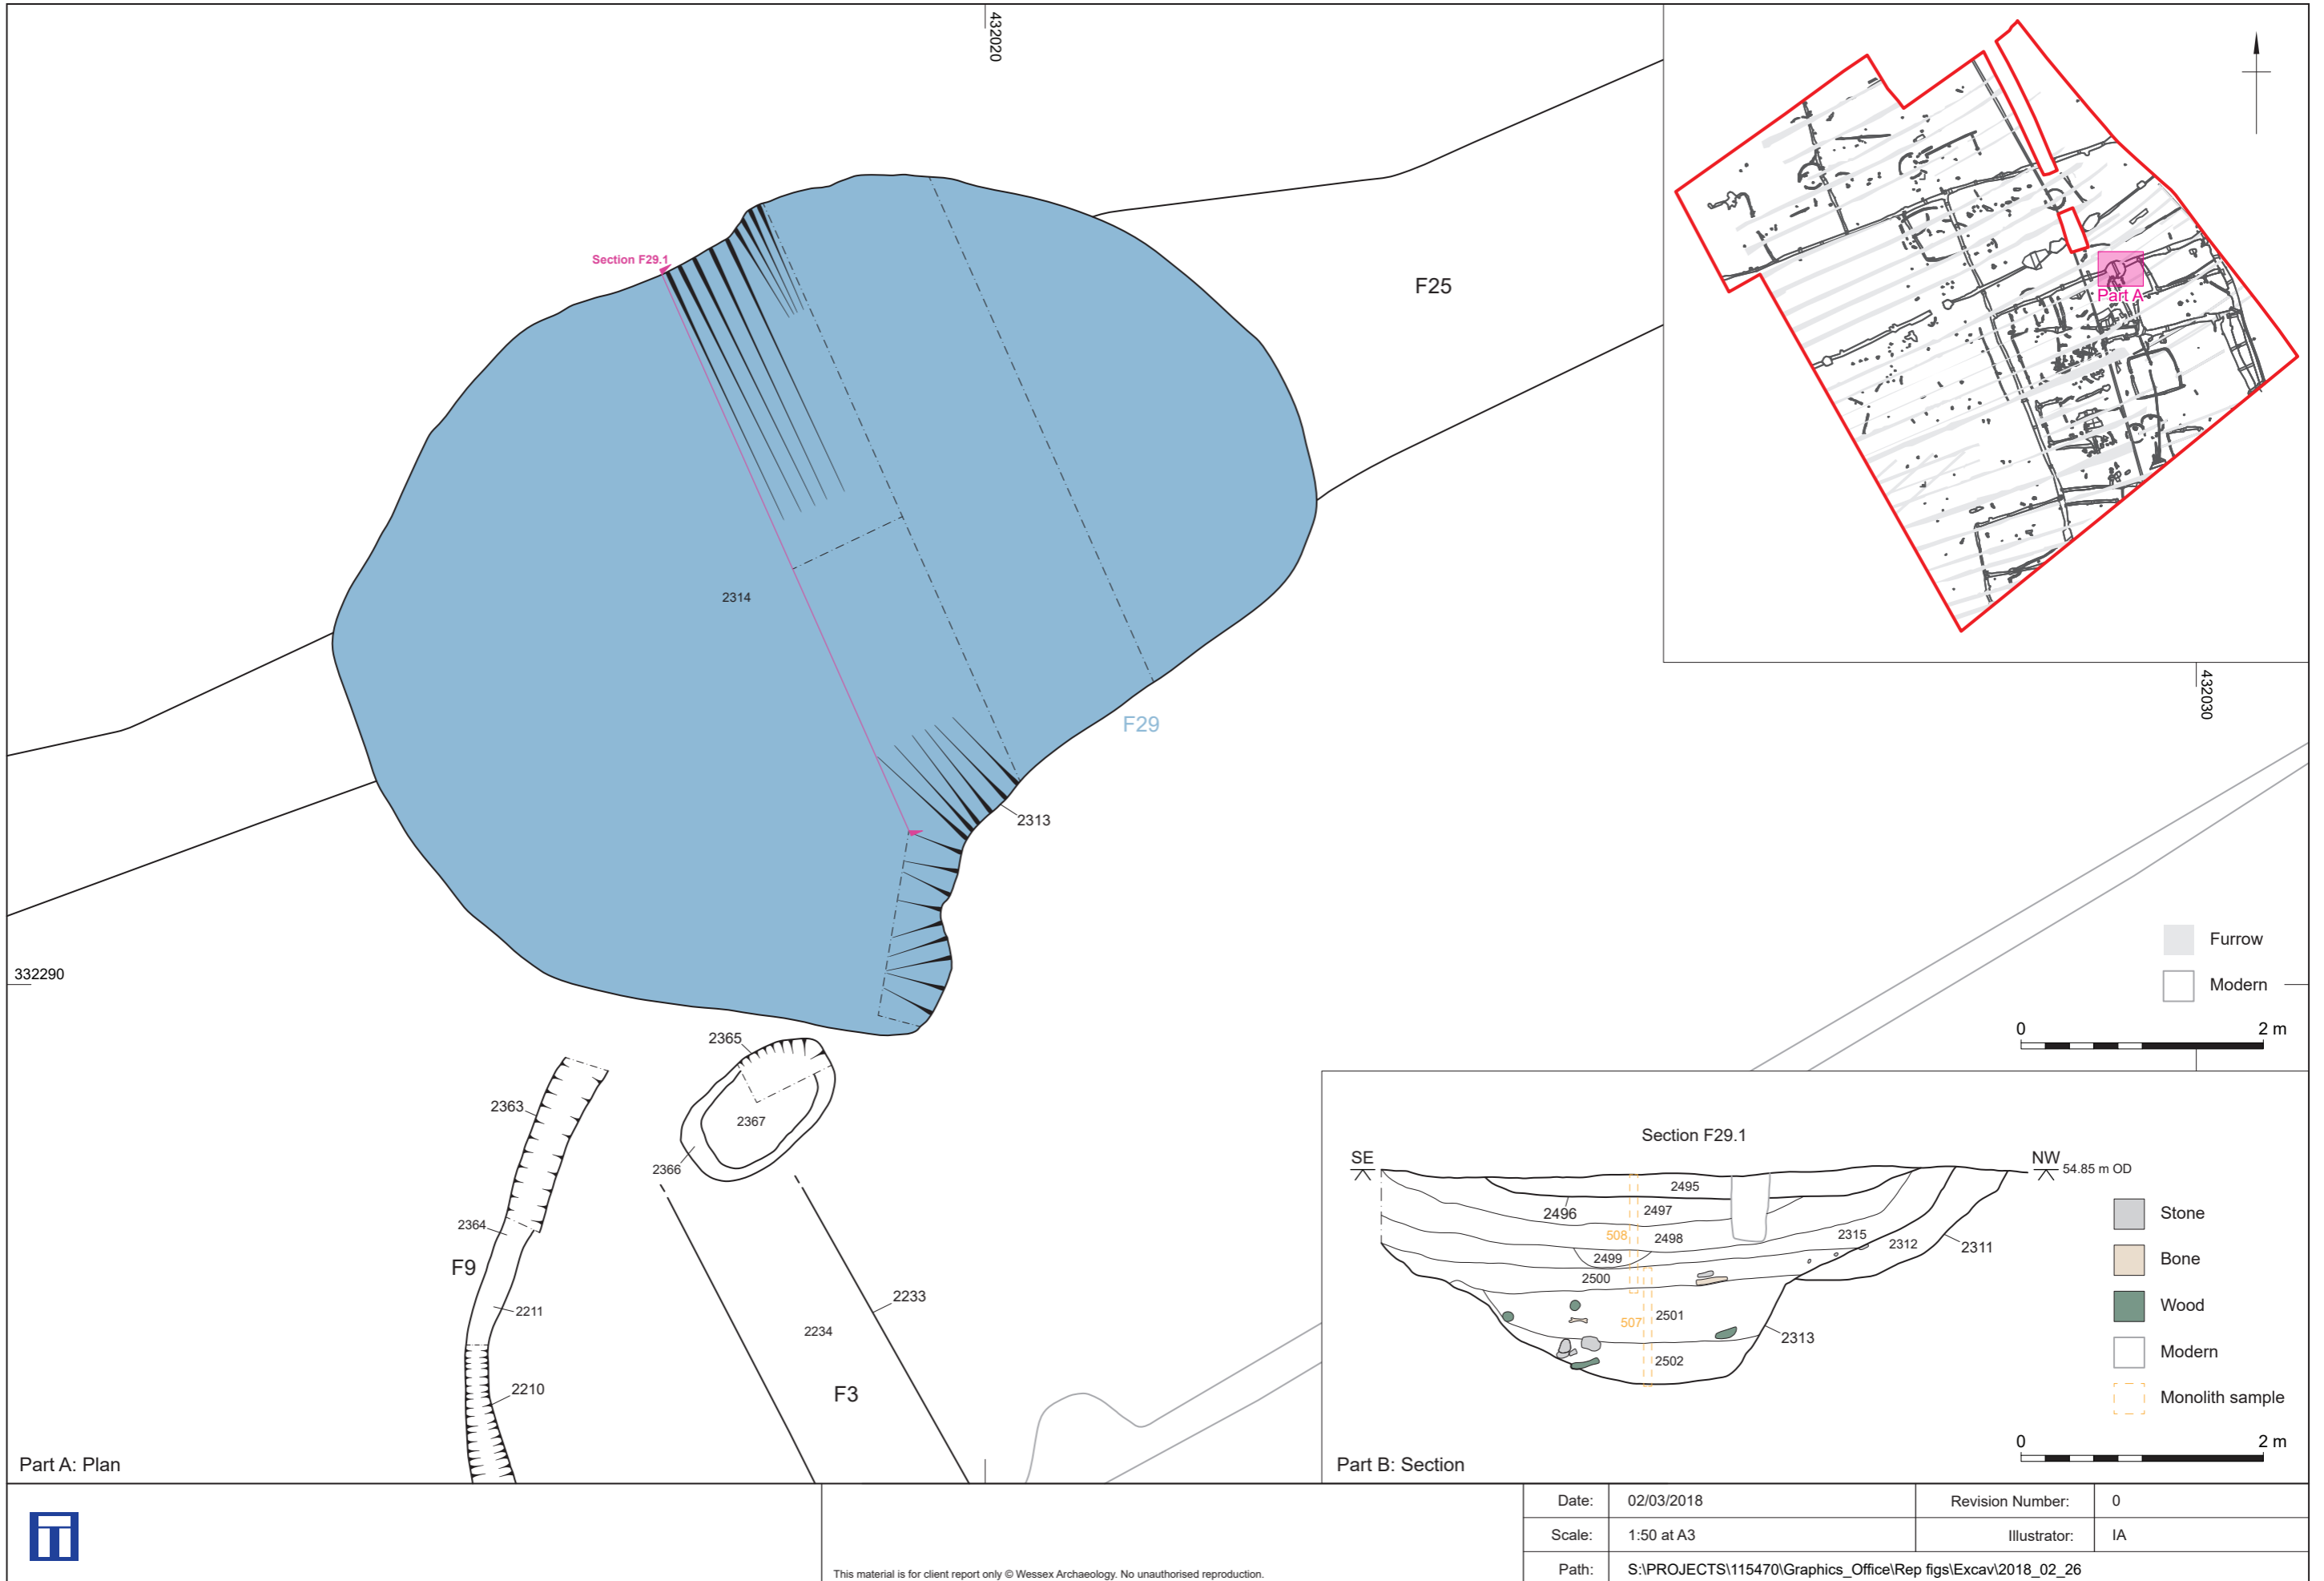 432020
Section F29.1
F25
Part A
2314
F29
432030
2313
Furrow
332290
Modern
0 2 m
2365
2363
2367
2366
2364
F9
2211
2233
2234
2210
F3
Part A: Plan
Section F29.1
SE
NW
54.85 m OD
2495
2496
2497
508
2498
2315
2312
2311
2499
2500
507
2501
2313
2502
Stone
Bone
Wood
Modern
Monolith sample
0 2 m
Part B: Section
Date: 02/03/2018 Revision Number: 0
Scale: 1:50 at A3 Illustrator: IA
Path: S:\PROJECTS\115470\Graphics_Office\Rep figs\Excav\2018_02_26
This material is for client report only © Wessex Archaeology. No unauthorised reproduction.